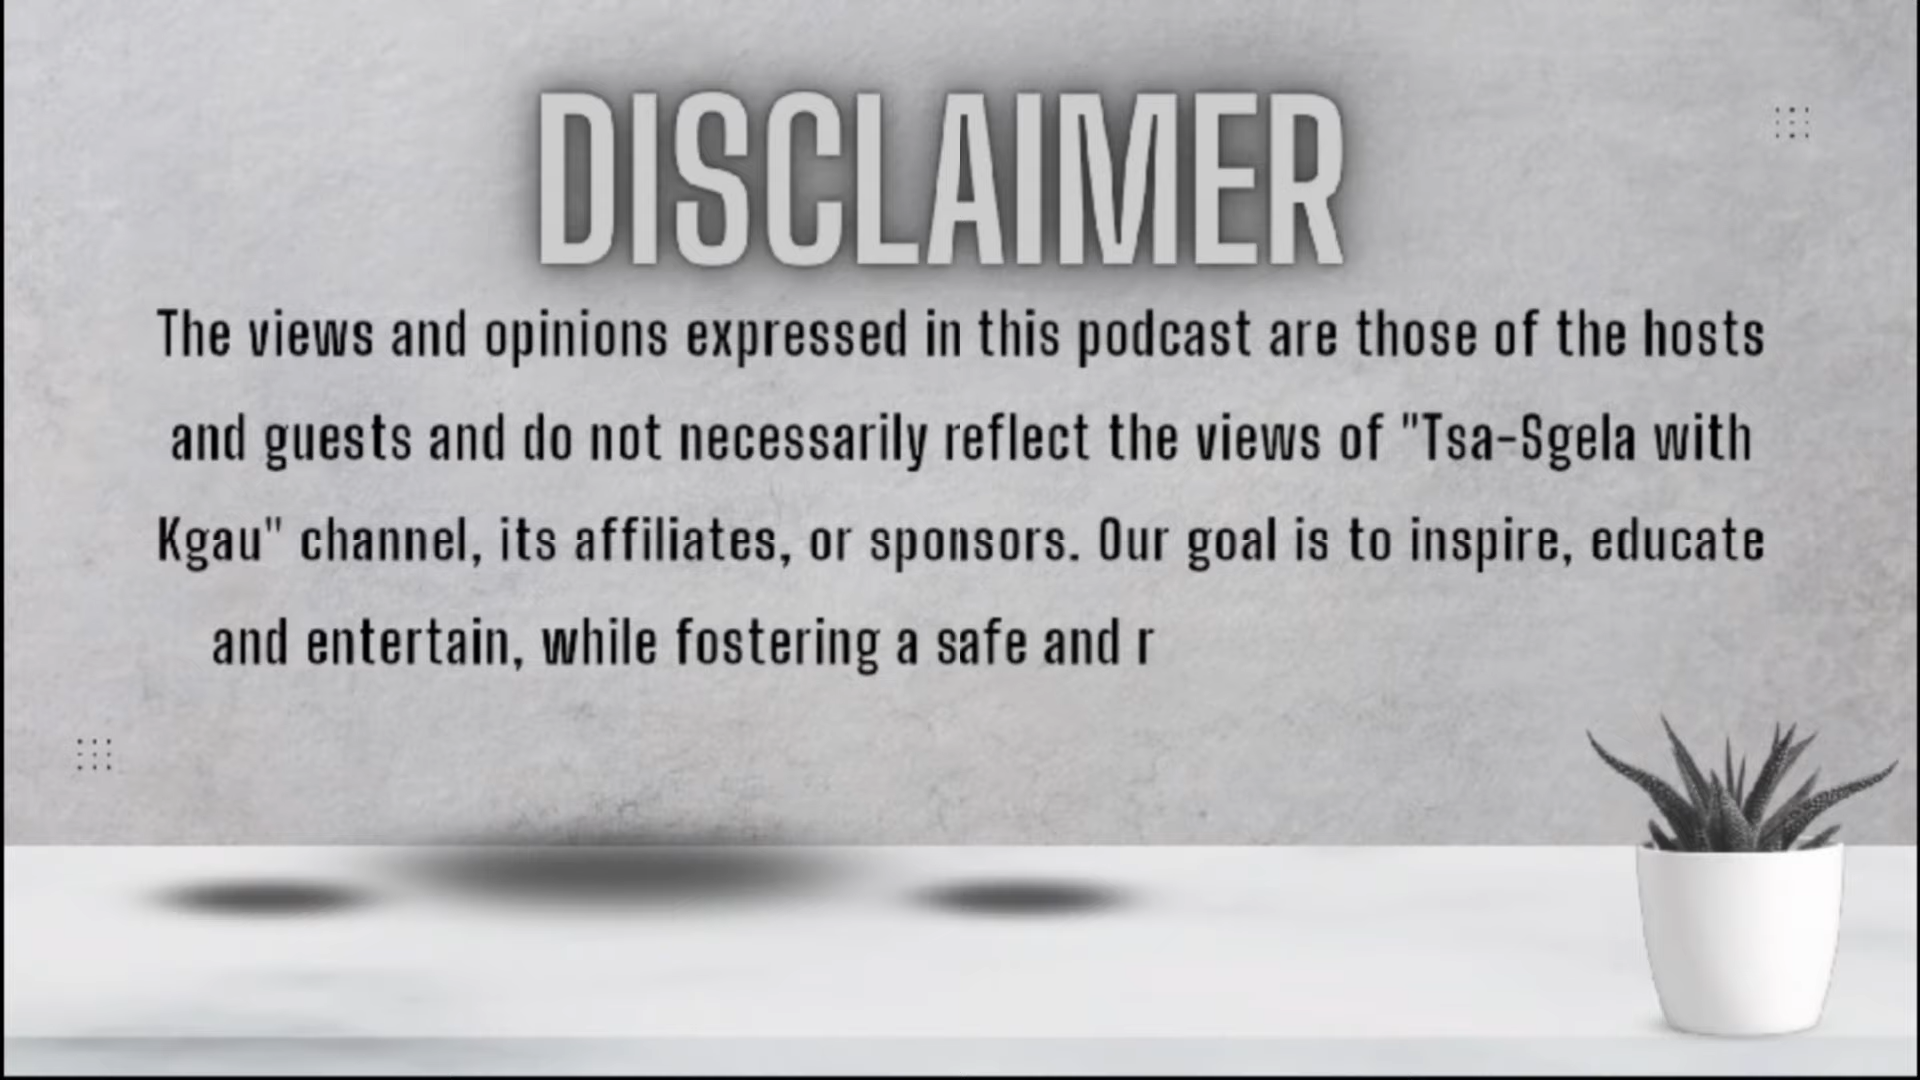 DISCLAIMER
The views and opinions expressed in this podcast are those of the hosts
and guests and do not necessarily reflect the views of "Tsa-Sgela with
Kgau" channel, its affiliates, or sponsors. Our goal is to inspire, educate
and entertain, while fostering a safe and r